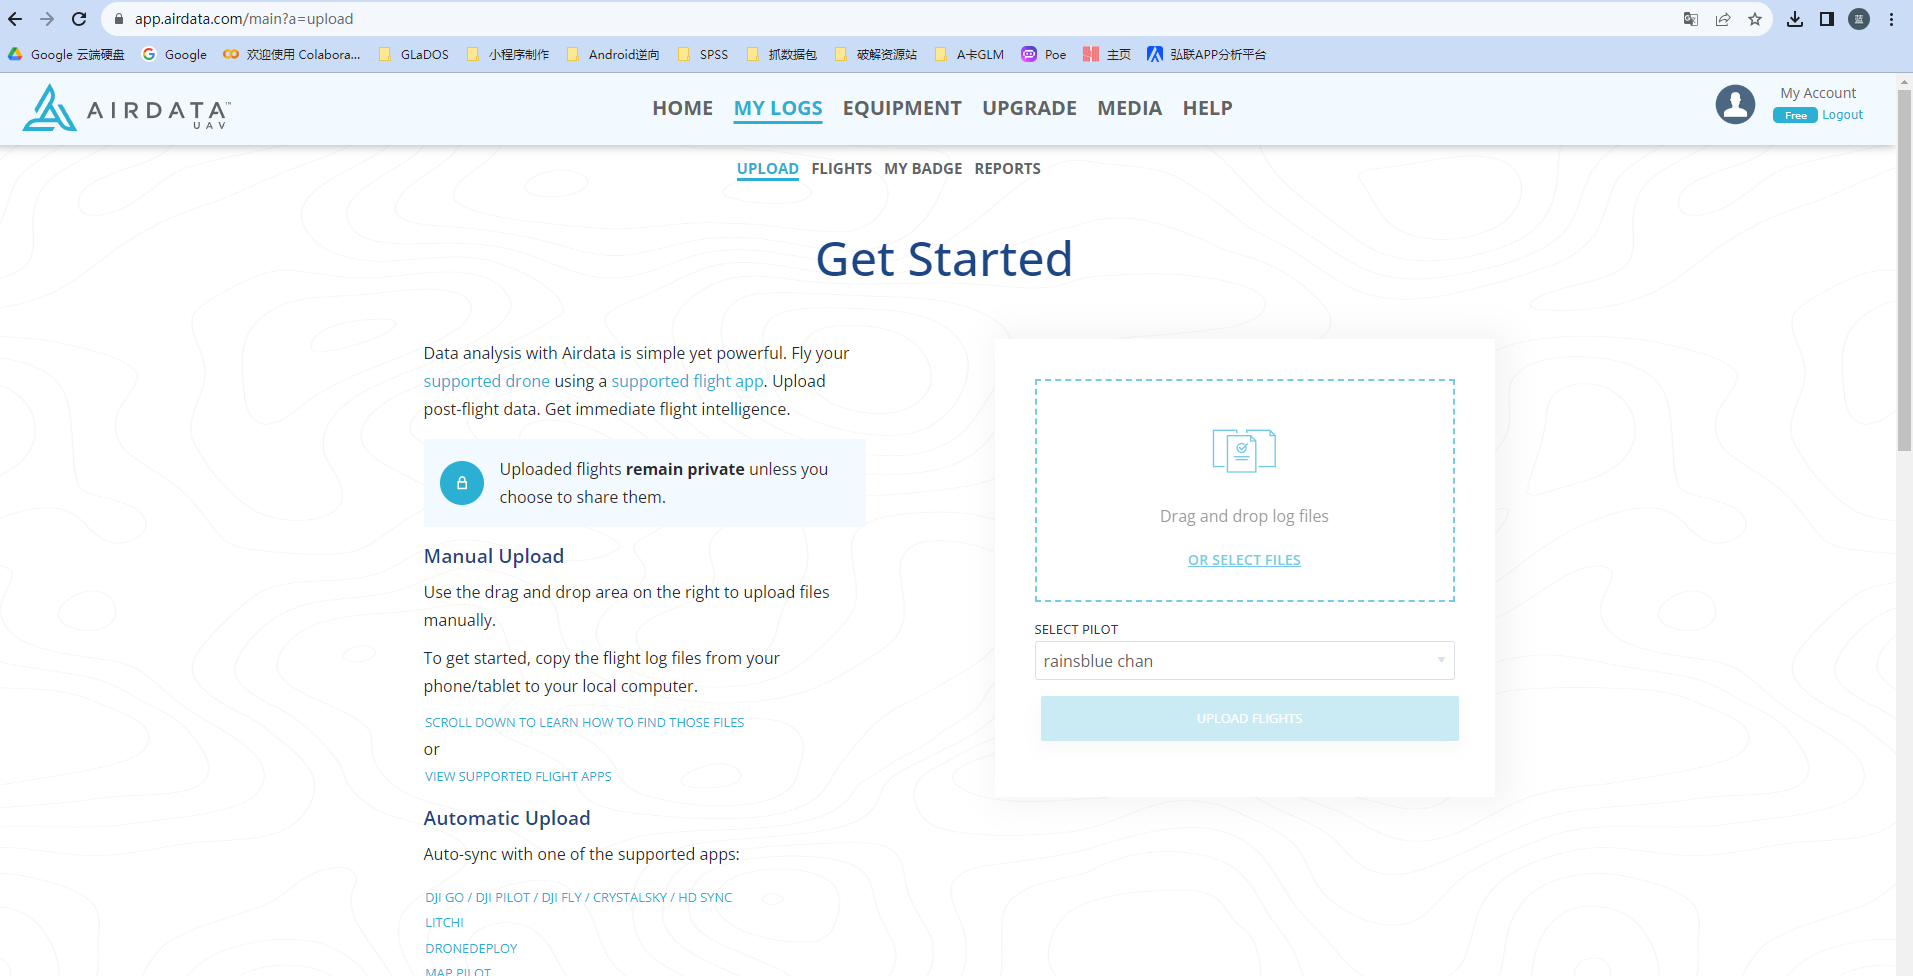 app.airdata.com/main?a=upload
蓝
Google 云端硬盘
Google
欢迎使用 Colabora...
GLaDOS
小程序制作
Android逆向
SPSS
抓数据包
破解资源站
A卡GLM
Poe
主页
弘联APP分析平台
AIRDATA™
UAV
HOME
MY LOGS
EQUIPMENT
UPGRADE
MEDIA
HELP
My Account
Free Logout
UPLOAD
FLIGHTS
MY BADGE
REPORTS
Get Started
Data analysis with Airdata is simple yet powerful. Fly your
supported drone using a supported flight app. Upload
post-flight data. Get immediate flight intelligence.
Uploaded flights remain private unless you
choose to share them.
Manual Upload
Use the drag and drop area on the right to upload files
manually.
To get started, copy the flight log files from your
phone/tablet to your local computer.
SCROLL DOWN TO LEARN HOW TO FIND THOSE FILES
or
VIEW SUPPORTED FLIGHT APPS
Automatic Upload
Auto-sync with one of the supported apps:
DJI GO / DJI PILOT / DJI FLY / CRYSTALSKY / HD SYNC
LITCHI
DRONEDEPLOY
MAP PILOT
Drag and drop log files
OR SELECT FILES
SELECT PILOT
rainsblue chan
UPLOAD FLIGHTS